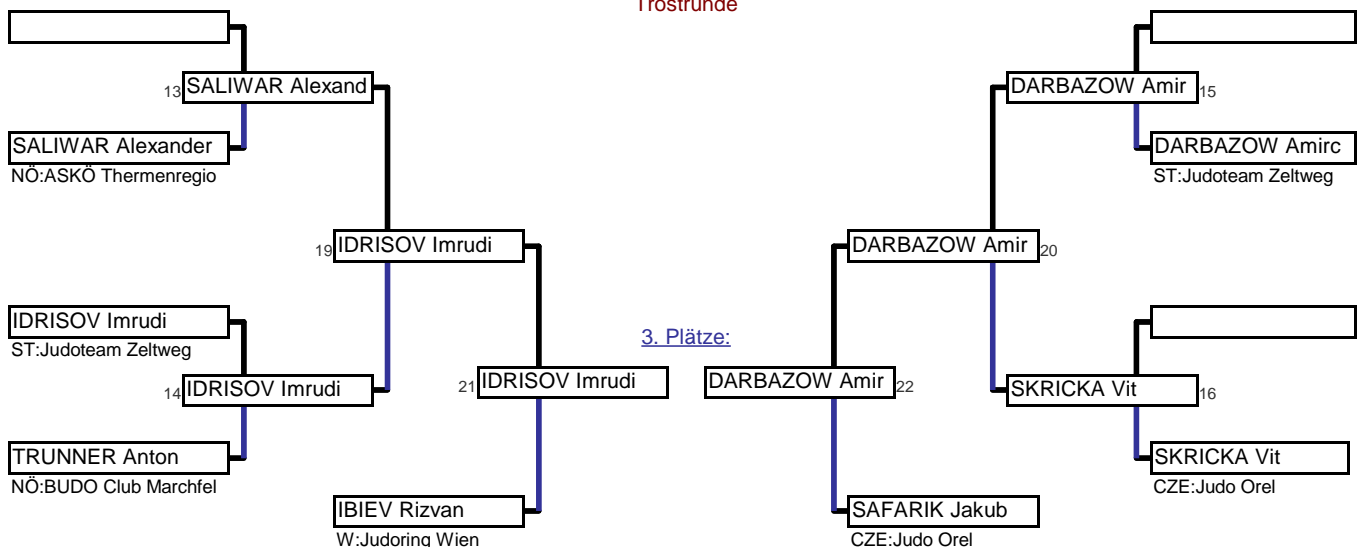 Trostrunde
13 SALIWAR Alexand
DARBAZOW Amir 15
SALIWAR Alexander
NÖ:ASKÖ Thermenregio
DARBAZOW Amirc
ST:Judoteam Zeltweg
19 IDRISOV Imrudi
DARBAZOW Amir 20
IDRISOV Imrudi
ST:Judoteam Zeltweg
3. Plätze:
14 IDRISOV Imrudi
21 IDRISOV Imrudi
DARBAZOW Amir 22
SKRICKA Vit 16
TRUNNER Anton
NÖ:BUDO Club Marchfel
SKRICKA Vit
CZE:Judo Orel
IBIEV Rizvan
W:Judoring Wien
SAFARIK Jakub
CZE:Judo Orel